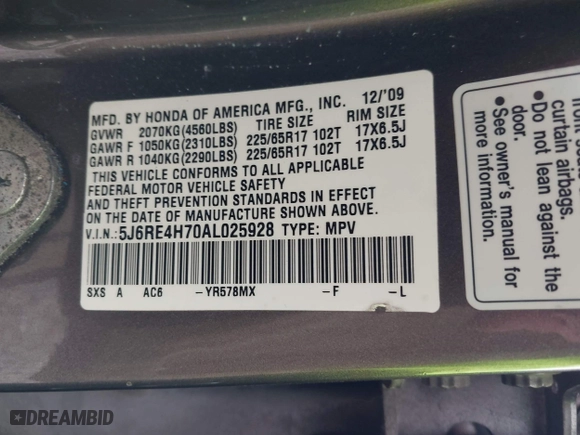 MFD. BY HONDA OF AMERICA MFG., INC. 12/'09
GVWR 2070KG(4560LBS) TIRE SIZE RIM SIZE
GAWR F 1050KG(2310LBS) 225/65R17 102T 17X6.5J
GAWR R 1040KG(2290LBS) 225/65R17 102T 17X6.5J
THIS VEHICLE CONFORMS TO ALL APPLICABLE
FEDERAL MOTOR VEHICLE SAFETY
AND THEFT PREVENTION STANDARDS IN EFFECT
ON THE DATE OF MANUFACTURE SHOWN ABOVE.
V.I.N.:5J6RE4H70AL025928 TYPE: MPV
SXS A AC6 -YR578MX -F -L
curtain airbags.
• Do not lean against the
door.
• See owner's manual for
more information.
DREAMBID